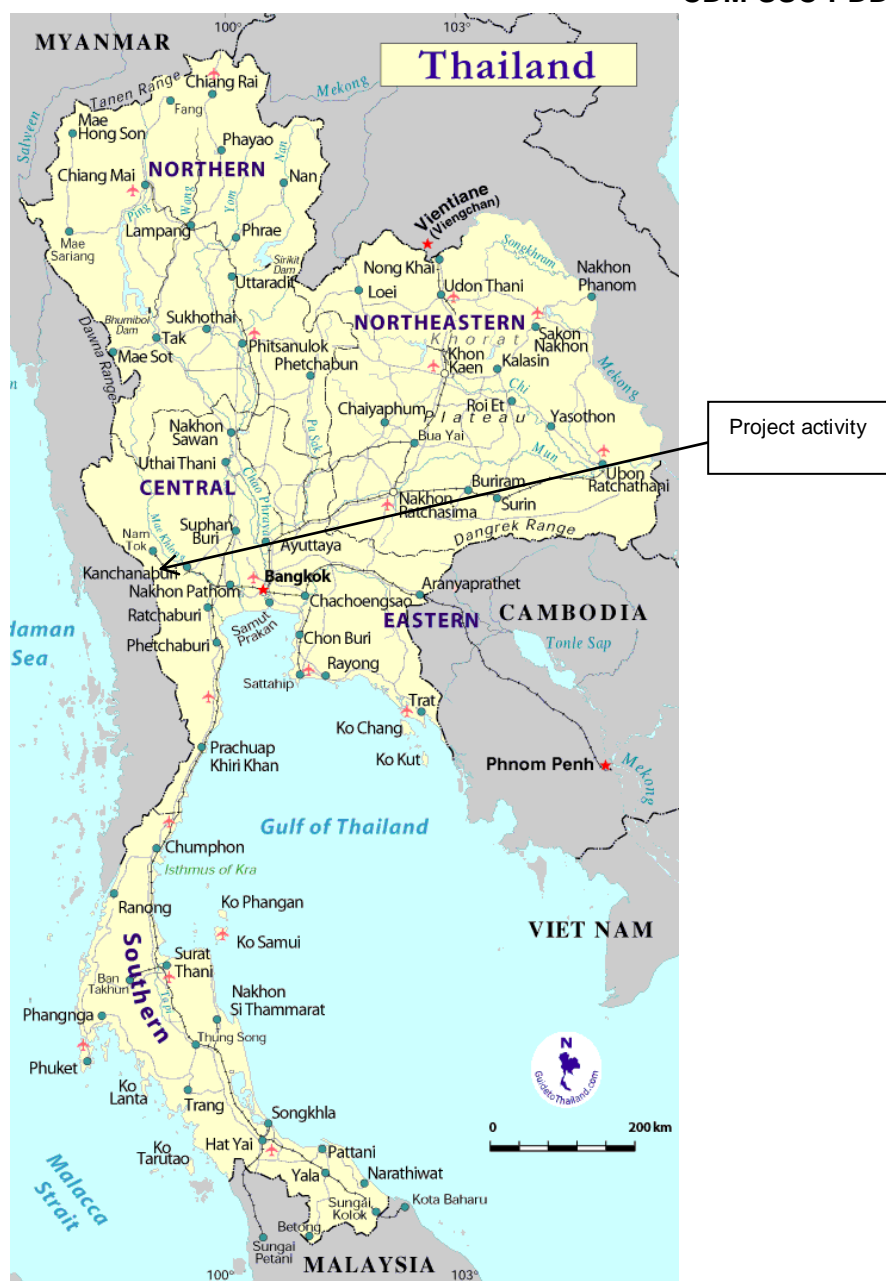 100°
103°
MYANMAR
Thailand
Tanen Range
Chiang Rai
Mekong
Fang
Salween
Mae
Hong Son
Phayao
Nan
NORTHERN
Chiang Mai
Nan
Ping
Wang
Yom
Lampang
Phrae
Vientiane
(Viengchan)
Mae
Sariang
Songkhram
Sirikit
Dam
Nong Khai
Nakhon
Phanom
Uttaradit
Loei
Udon Thani
Bhumibol
Dam
Sukhothai
NORTHEASTERN
Dawna Range
Tak
Sakon
Nakhon
Phitsanulok
Khorat
Mae Sot
Khon
Kaen
Kalasin
Phetchabun
Mekong
Chi
Chaiyaphum
Plateau
Roi Et
Yasothon
Pa Sak
Project activity
Nakhon
Sawan
Bua Yai
Mun
Uthai Thani
Ubon
Ratchathani
CENTRAL
Chao Phraya
Buriram
Nakhon
Ratchasima
Surin
Suphan
Buri
Nam
Tok
Mae Khlong
Dangrek Range
Ayuttaya
Kanchanaburi
Bangkok
Nakhon Pathom
Aranyaprathet
Chachoengsao
Ratchaburi
Samut
Prakan
EASTERN
CAMBODIA
daman
Sea
Phetchaburi
Chon Buri
Tonle Sap
Rayong
Sattahip
Trat
Ko Chang
Prachuap
Khiri Khan
Ko Kut
Phnom Penh
Mekong
Gulf of Thailand
Chumphon
Isthmus of Kra
Ranong
Ko Phangan
VIET NAM
Southern
Ko Samui
Surat
Thani
Ban
Takhun
Tapi
Nakhon
Si Thammarat
Phangnga
Thung Song
N
GuidetoThailand.com
Phuket
Ko
Lanta
Trang
Songkhla
0
200 km
Hat Yai
Ko
Tarutao
Pattani
Yala
Narathiwat
Malacca
Strait
Sungai
Kolok
Kota Baharu
Betong
Sungai
Petani
MALAYSIA
100°
103°